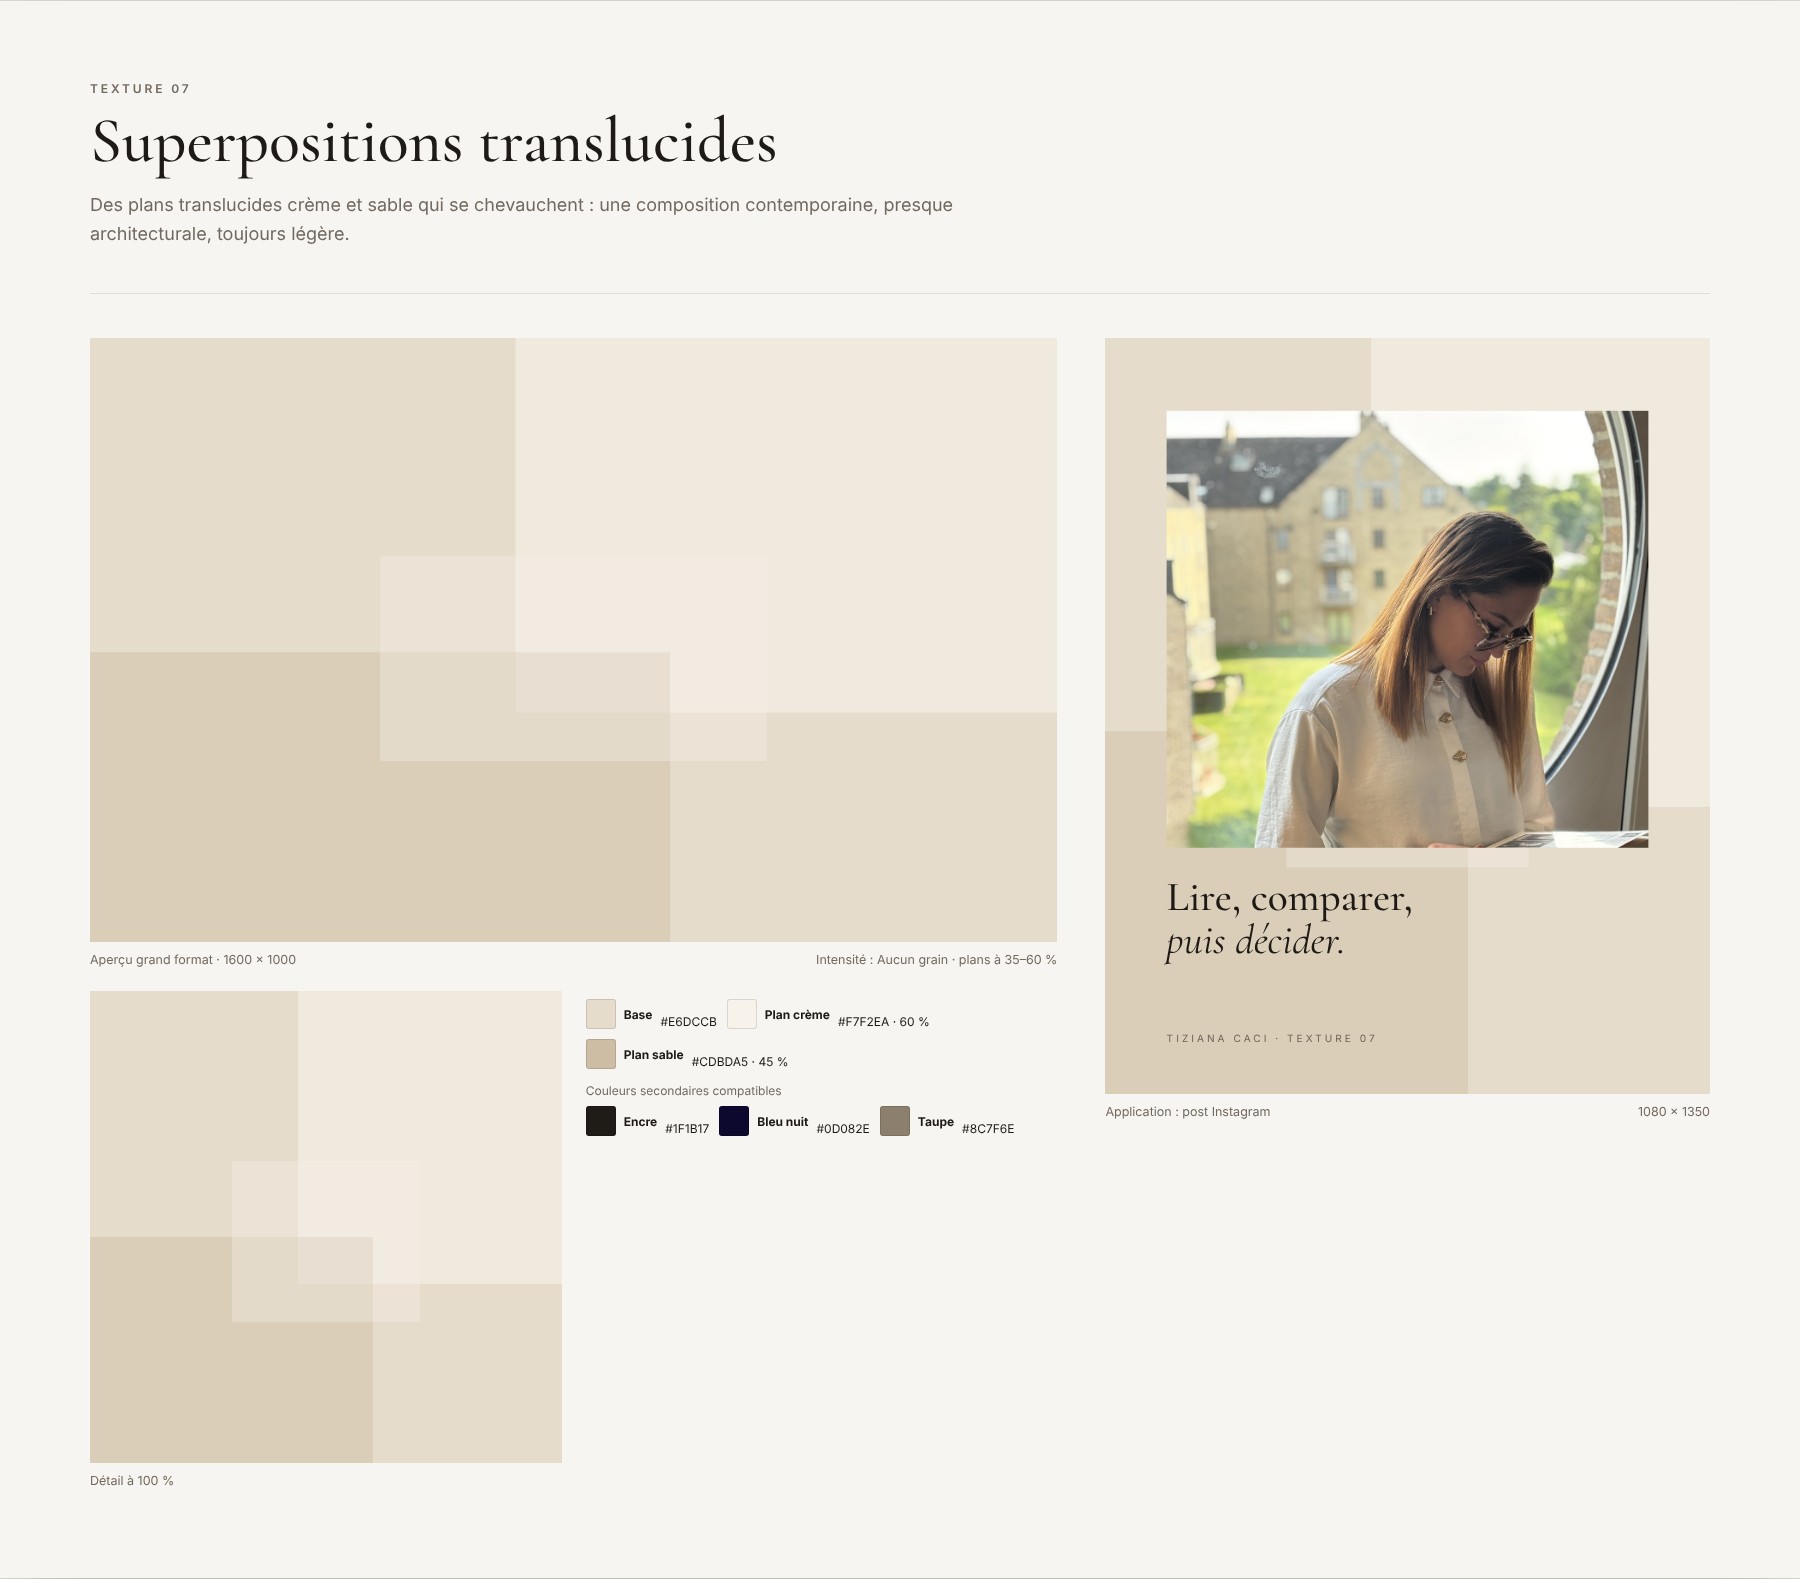 TEXTURE 07
Superpositions translucides
Des plans translucides crème et sable qui se chevauchent : une composition contemporaine, presque
architecturale, toujours légère.
Aperçu grand format · 1600 × 1000
Intensité : Aucun grain · plans à 35–60 %
Base #E6DCCB Plan crème #F7F2EA · 60 %
Plan sable #CDBDA5 · 45 %
Couleurs secondaires compatibles
Encre #1F1B17 Bleu nuit #0D082E Taupe #8C7F6E
Détail à 100 %
Lire, comparer,
puis décider.
TIZIANA CACI · TEXTURE 07
Application : post Instagram
1080 × 1350